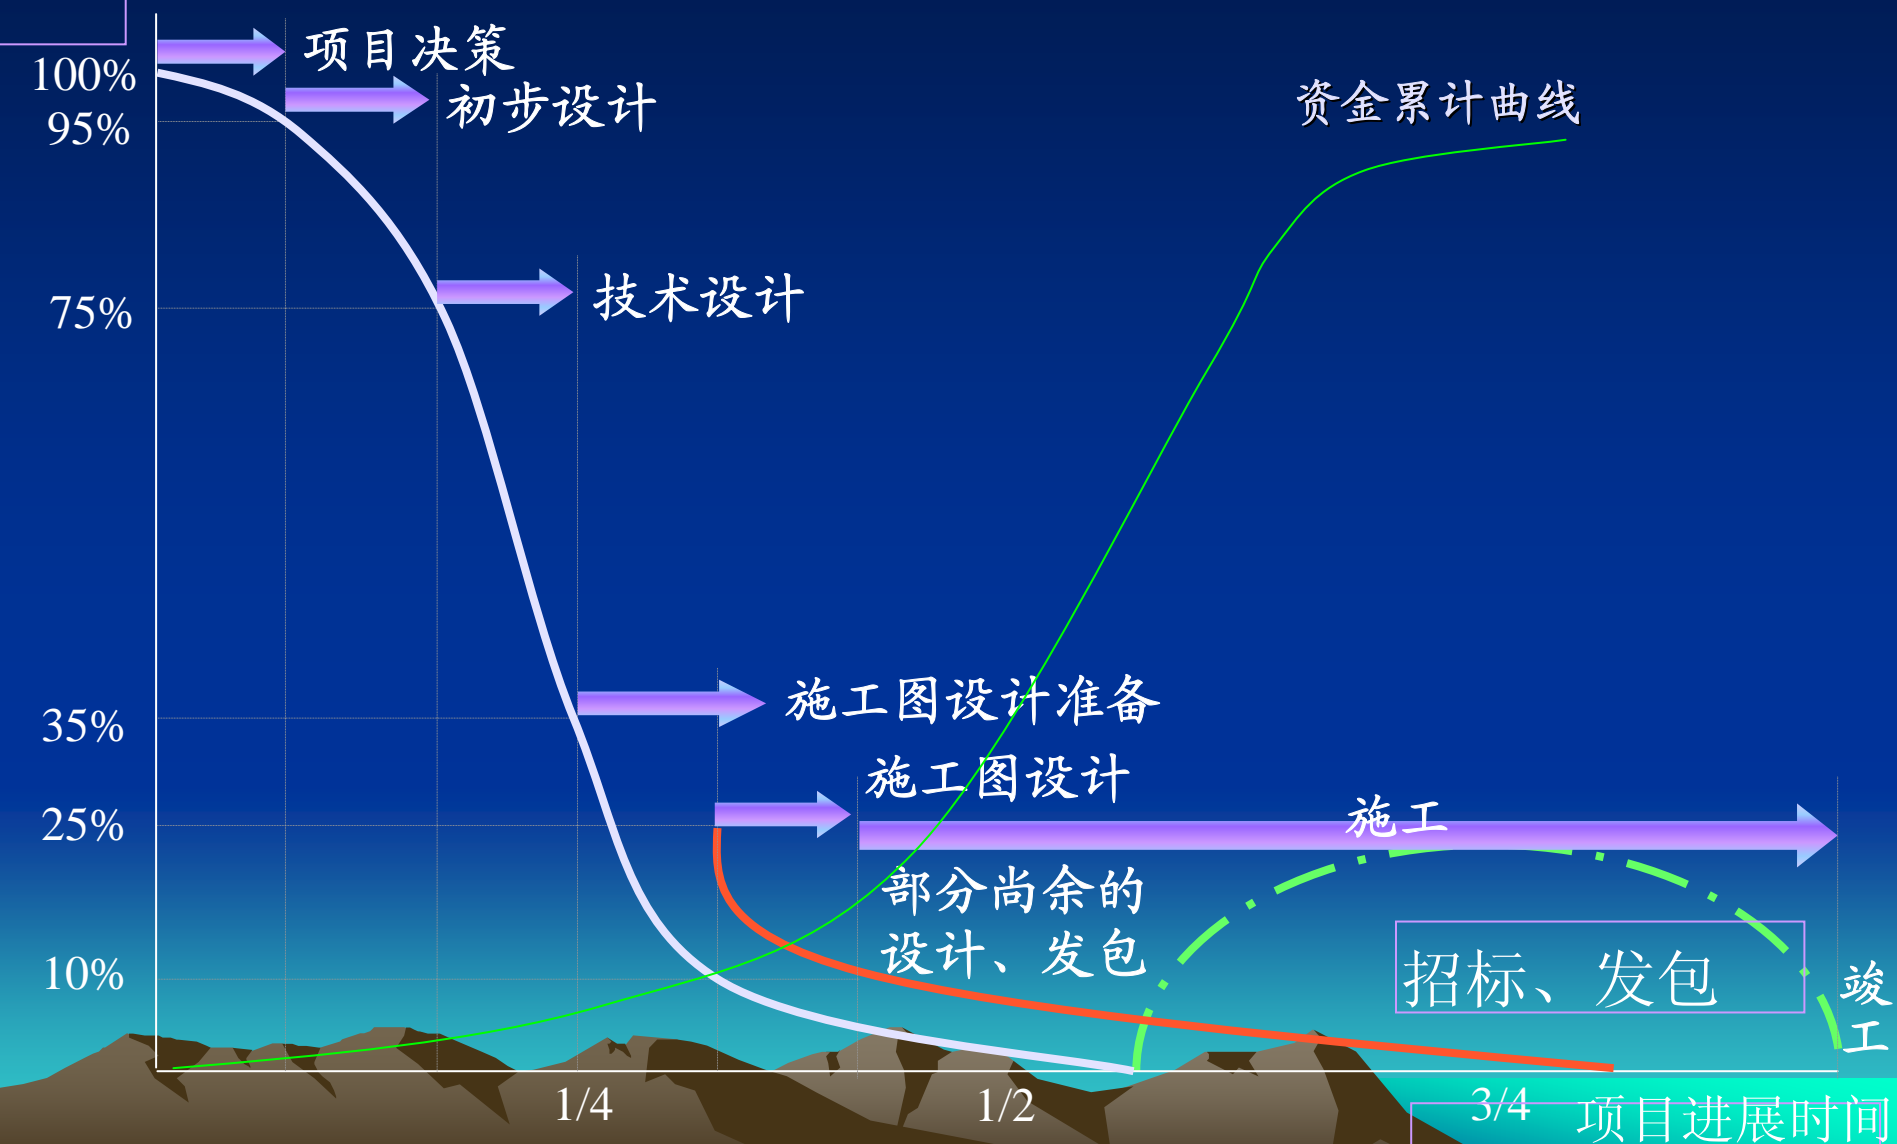 项目决策
100%
初步设计
资金累计曲线
95%
技术设计
75%
施工图设计准备
35%
施工图设计
施工
25%
部分尚余的
设计、发包
招标、发包
10%
竣
工
1/4
1/2
3/4
项目进展时间